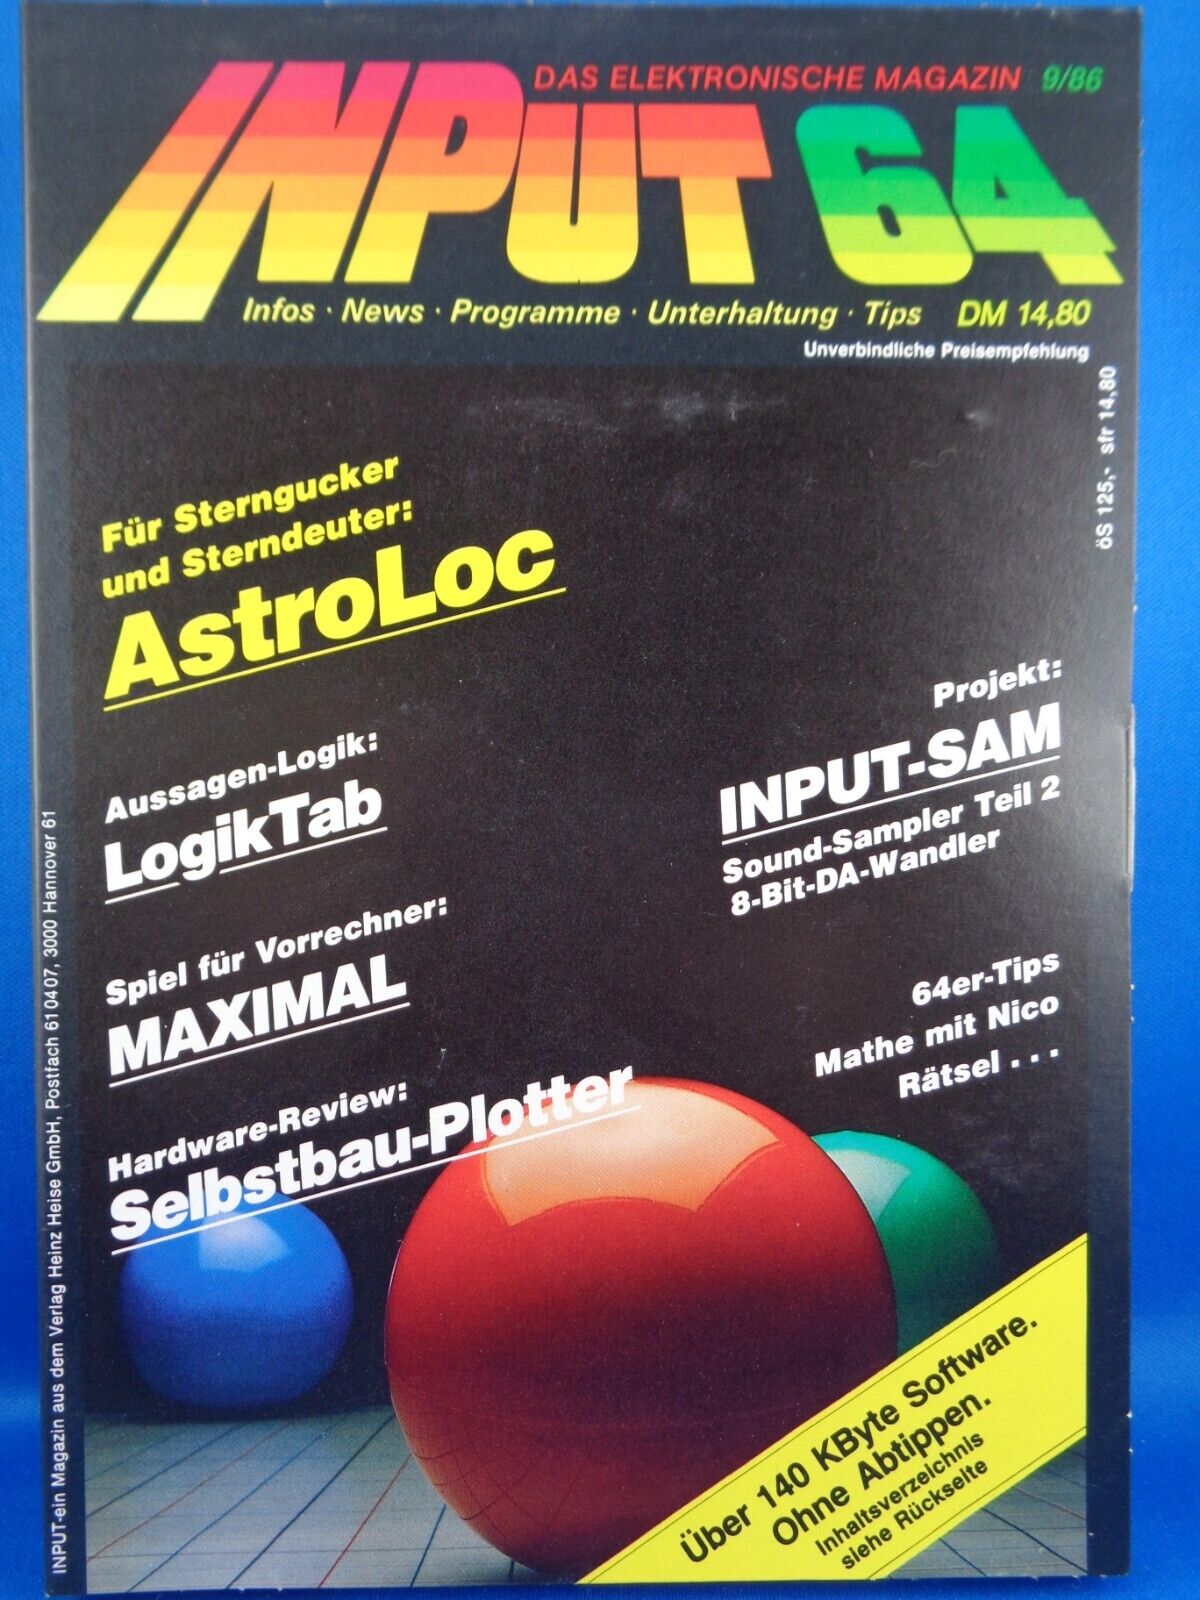 DAS ELEKTRONISCHE MAGAZIN 9/86
INPUT 64
Infos · News · Programme · Unterhaltung · Tips DM 14,80
Unverbindliche Preisempfehlung
öS 125,- sfr 14,80
Für Sterngucker
und Sterndeuter:
AstroLoc
Aussagen-Logik:
LogikTab
Spiel für Vorrechner:
MAXIMAL
Hardware-Review:
Selbstbau-Plotter
Projekt:
INPUT-SAM
Sound-Sampler Teil 2
8-Bit-DA-Wandler
64er-Tips
Mathe mit Nico
Rätsel . . .
Über 140 KByte Software.
Ohne Abtippen.
Inhaltsverzeichnis
siehe Rückseite
INPUT-ein Magazin aus dem Verlag Heinz Heise GmbH, Postfach 61 04 07, 3000 Hannover 61